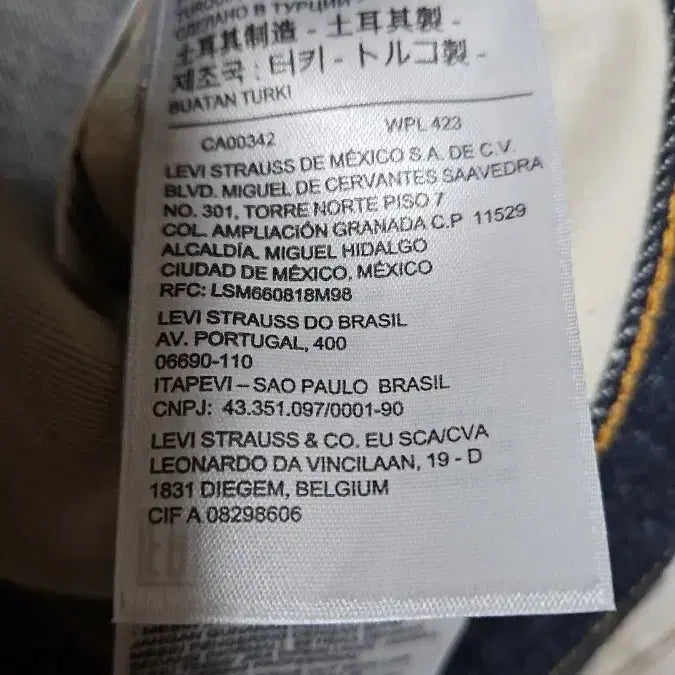 СДЕЛАНО В ТУРЦИИ -
土耳其制造 - 土耳其製 -
제조국 : 터키 - トルコ製 -
BUATAN TURKI
CA00342 WPL 423
LEVI STRAUSS DE MÉXICO S.A. DE C.V.
BLVD. MIGUEL DE CERVANTES SAAVEDRA
NO. 301, TORRE NORTE PISO 7
COL. AMPLIACIÓN GRANADA C.P 11529
ALCALDÍA. MIGUEL HIDALGO
CIUDAD DE MÉXICO, MÉXICO
RFC: LSM660818M98
LEVI STRAUSS DO BRASIL
AV. PORTUGAL, 400
06690-110
ITAPEVI – SAO PAULO BRASIL
CNPJ: 43.351.097/0001-90
LEVI STRAUSS & CO. EU SCA/CVA
LEONARDO DA VINCILAAN, 19 - D
1831 DIEGEM, BELGIUM
CIF A 08298606